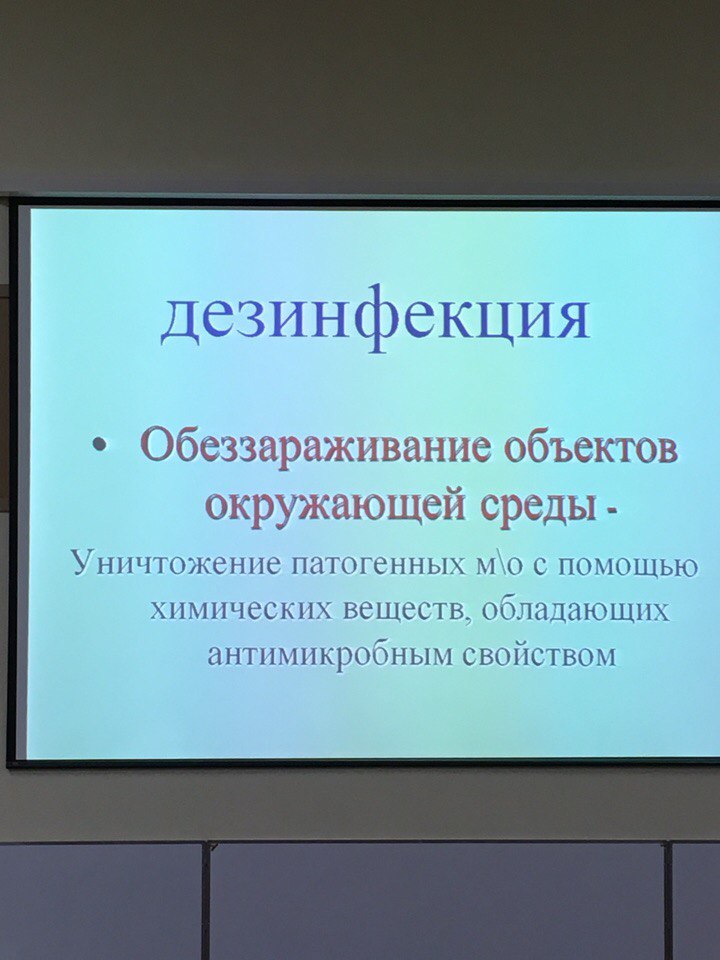 дезинфекция
• Обеззараживание объектов
окружающей среды -
Уничтожение патогенных м\о с помощью
химических веществ, обладающих
антимикробным свойством